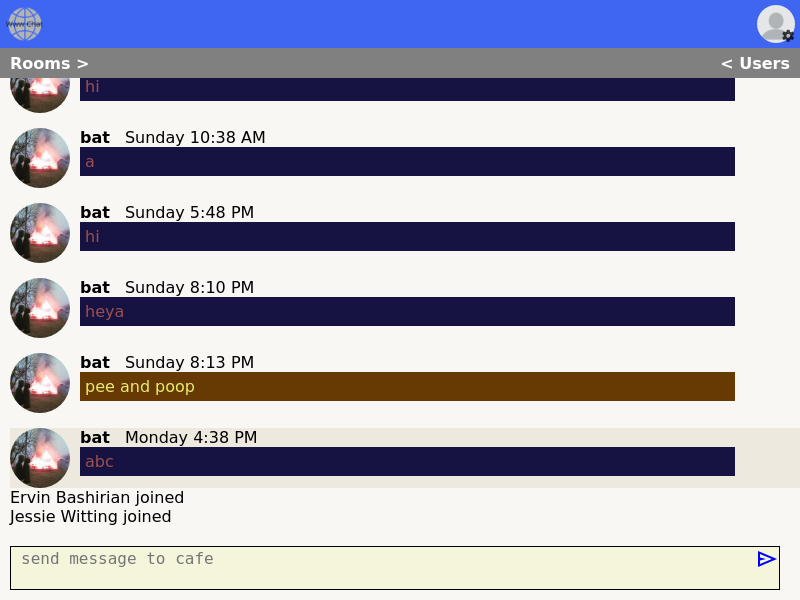 Www Chat
Rooms >
< Users
hi
bat Sunday 10:38 AM
a
bat Sunday 5:48 PM
hi
bat Sunday 8:10 PM
heya
bat Sunday 8:13 PM
pee and poop
bat Monday 4:38 PM
abc
Ervin Bashirian joined
Jessie Witting joined
send message to cafe